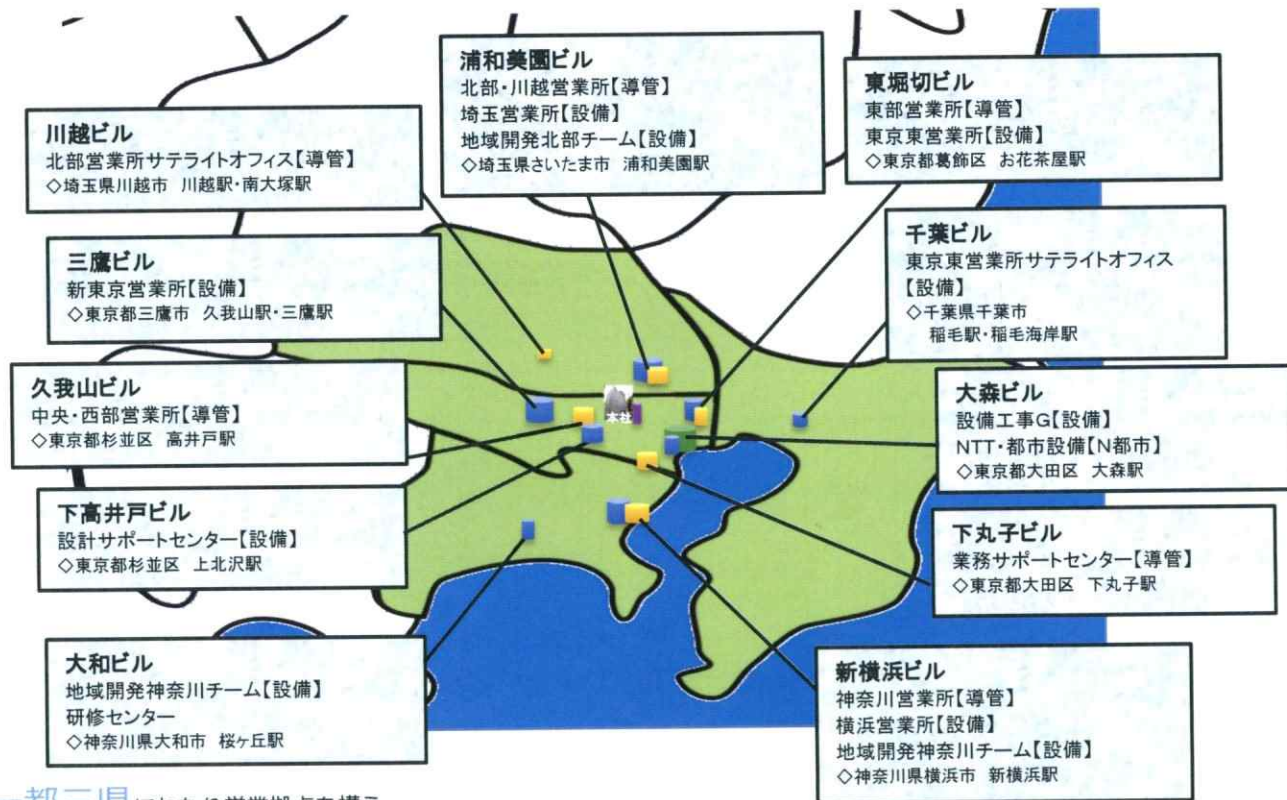 浦和美園ビル
北部・川越営業所【導管】
埼玉営業所【設備】
地域開発北部チーム【設備】
◇埼玉県さいたま市 浦和美園駅
東堀切ビル
東部営業所【導管】
東京東営業所【設備】
◇東京都葛飾区 お花茶屋駅
川越ビル
北部営業所サテライトオフィス【導管】
◇埼玉県川越市 川越駅・南大塚駅
千葉ビル
東京東営業所サテライトオフィス
【設備】
◇千葉県千葉市
稲毛駅・稲毛海岸駅
三鷹ビル
新東京営業所【設備】
◇東京都三鷹市 久我山駅・三鷹駅
久我山ビル
中央・西部営業所【導管】
◇東京都杉並区 高井戸駅
本社
大森ビル
設備工事G【設備】
NTT・都市設備【N都市】
◇東京都大田区 大森駅
下高井戸ビル
設計サポートセンター【設備】
◇東京都杉並区 上北沢駅
下丸子ビル
業務サポートセンター【導管】
◇東京都大田区 下丸子駅
大和ビル
地域開発神奈川チーム【設備】
研修センター
◇神奈川県大和市 桜ヶ丘駅
新横浜ビル
神奈川営業所【導管】
横浜営業所【設備】
地域開発神奈川チーム【設備】
◇神奈川県横浜市 新横浜駅
都三県にわたり営業拠点を構え